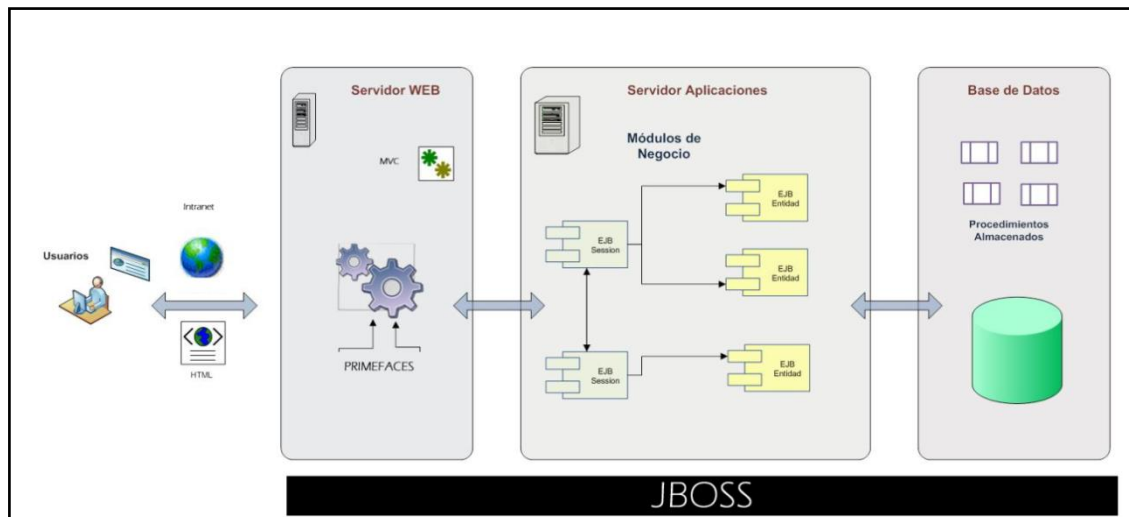 Servidor WEB
Servidor Aplicaciones
Base de Datos
MVC
Módulos de
Negocio
Intranet
Usuarios
HTML
PRIMEFACES
EJB
Session
EJB
Session
EJB
Entidad
EJB
Entidad
EJB
Entidad
Procedimientos
Almacenados
JBOSS